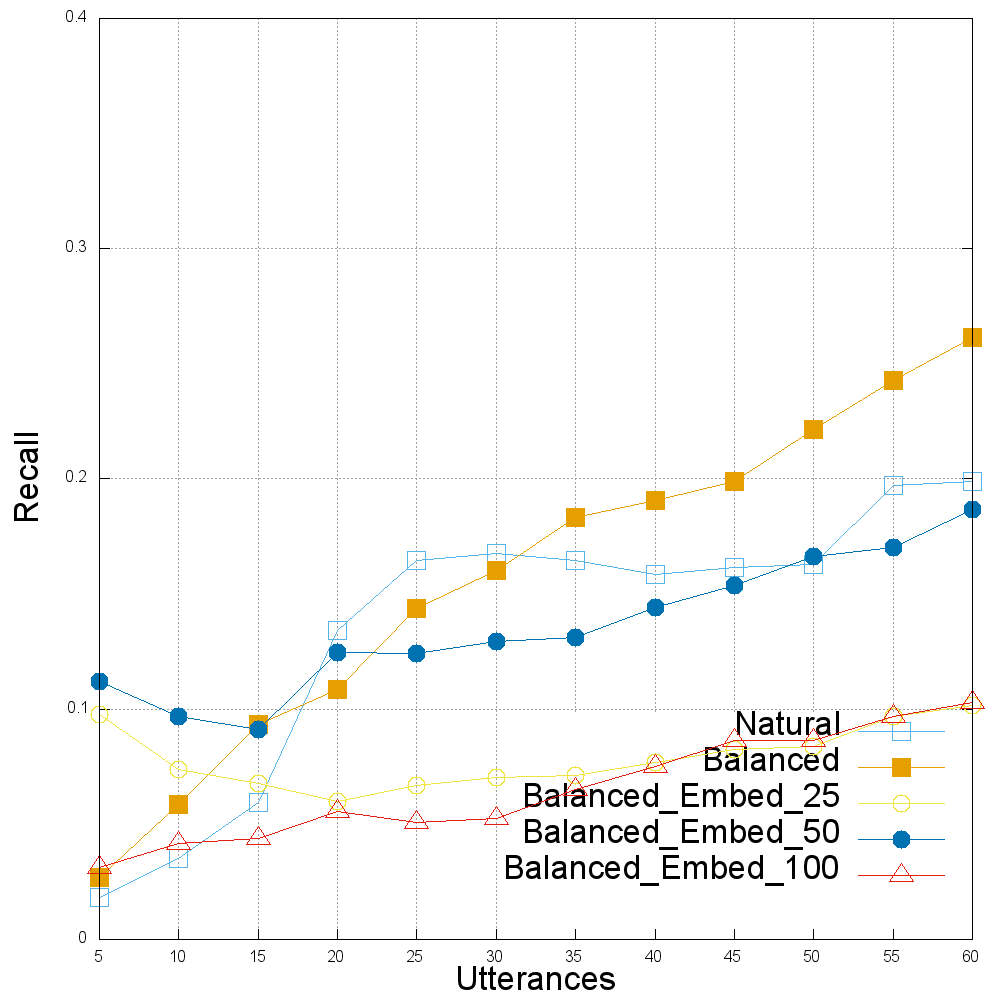 0.4
0.3
0.2
0.1
0
Recall
Natural
Balanced
Balanced_Embed_25
Balanced_Embed_50
Balanced_Embed_100
5 10 15 20 25 30 35 40 45 50 55 60
Utterances